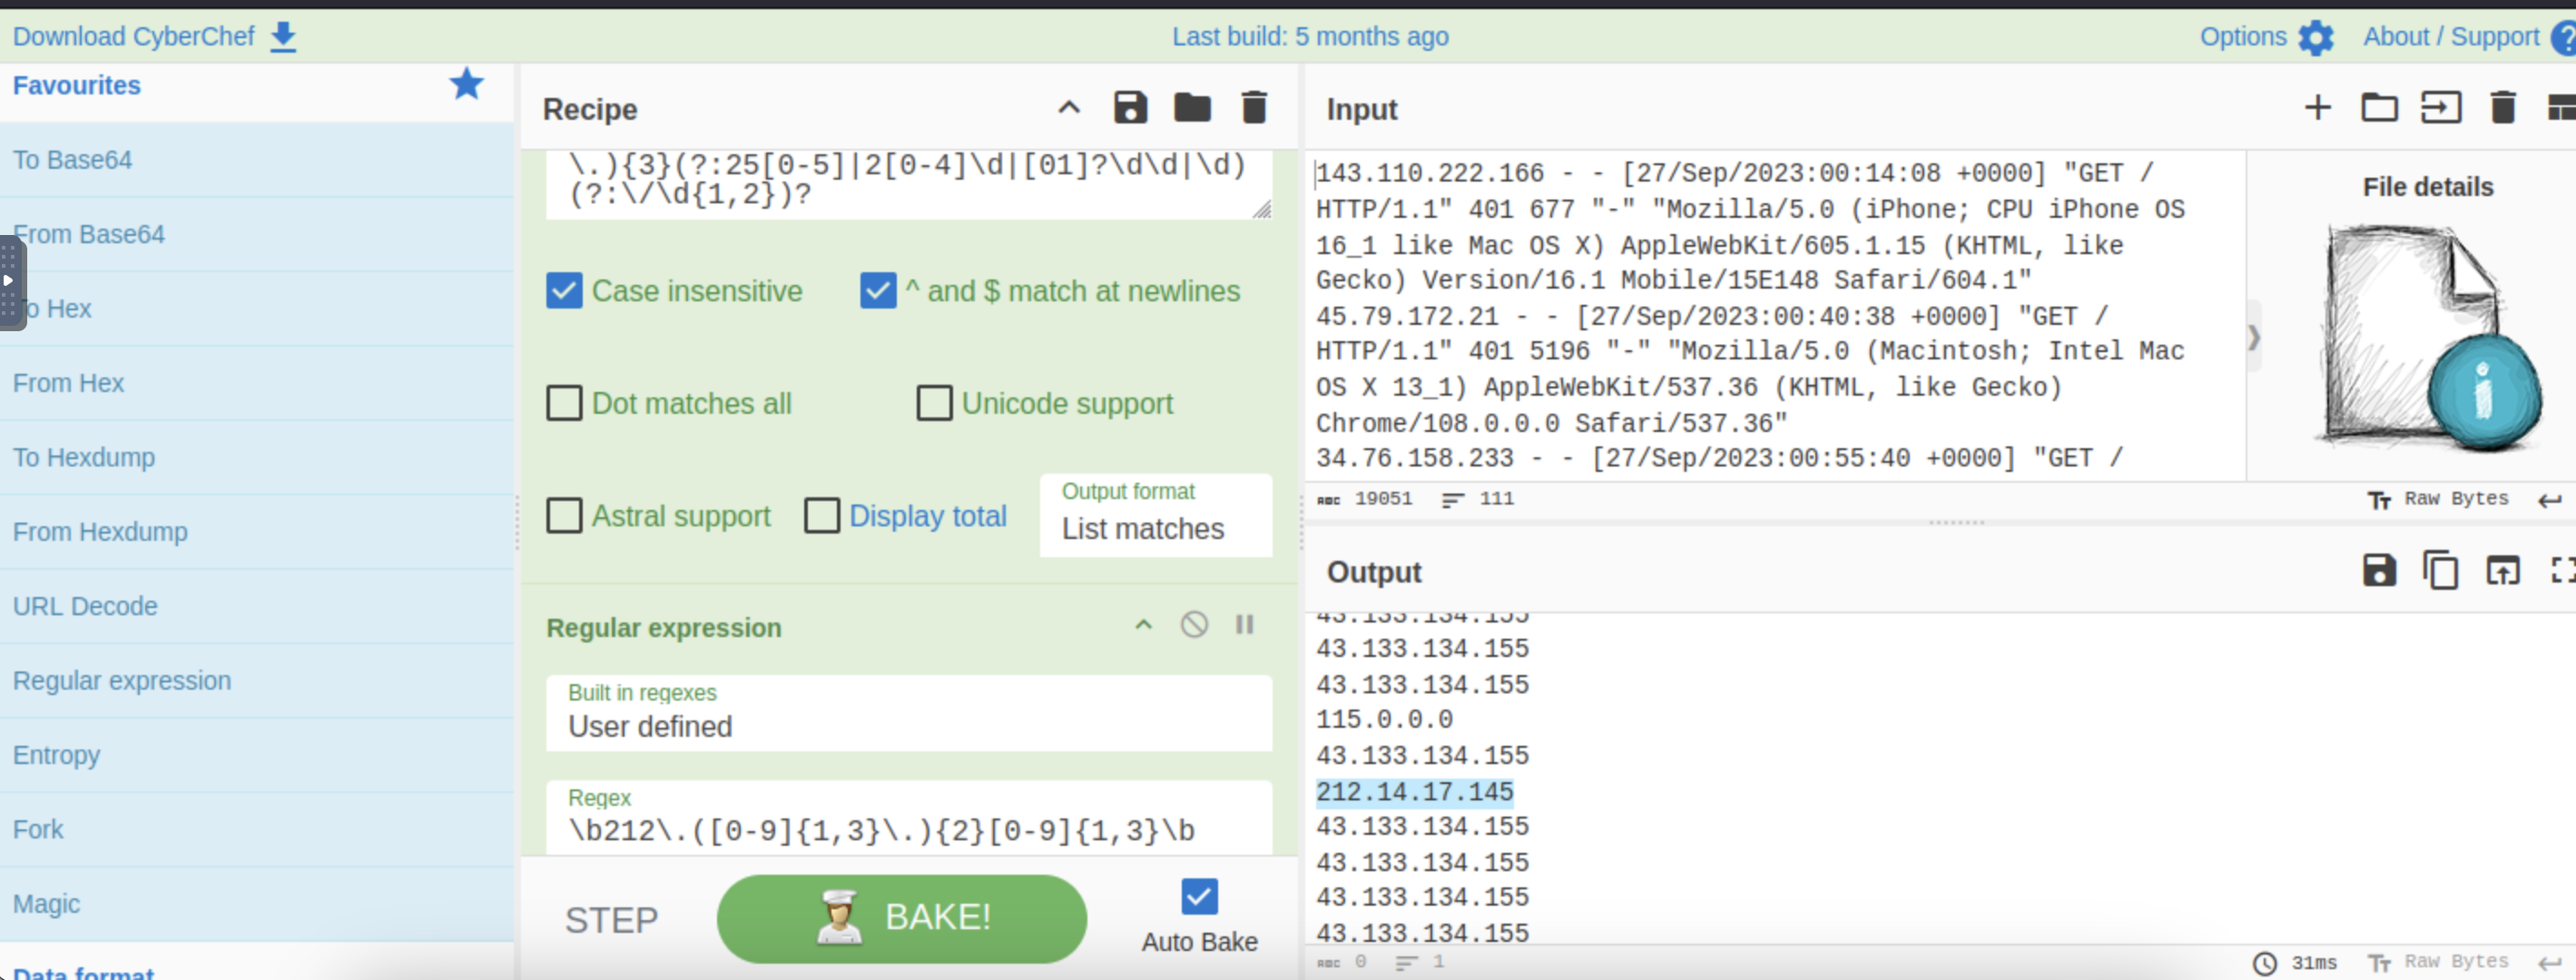 Download CyberChef
Last build: 5 months ago
Options
About / Support
Favourites
To Base64
From Base64
To Hex
From Hex
To Hexdump
From Hexdump
URL Decode
Regular expression
Entropy
Fork
Magic
Data format
Recipe
\.){3}(?:25[0-5]|2[0-4]\d|[01]?\d\d|\d)
(?:\/\d{1,2})?
Case insensitive
^ and $ match at newlines
Dot matches all
Unicode support
Astral support
Display total
Output format
List matches
Regular expression
Built in regexes
User defined
Regex
\b212\.([0-9]{1,3}\.){2}[0-9]{1,3}\b
STEP
BAKE!
Auto Bake
Input
143.110.222.166 - - [27/Sep/2023:00:14:08 +0000] "GET /
HTTP/1.1" 401 677 "-" "Mozilla/5.0 (iPhone; CPU iPhone OS
16_1 like Mac OS X) AppleWebKit/605.1.15 (KHTML, like
Gecko) Version/16.1 Mobile/15E148 Safari/604.1"
45.79.172.21 - - [27/Sep/2023:00:40:38 +0000] "GET /
HTTP/1.1" 401 5196 "-" "Mozilla/5.0 (Macintosh; Intel Mac
OS X 13_1) AppleWebKit/537.36 (KHTML, like Gecko)
Chrome/108.0.0.0 Safari/537.36"
34.76.158.233 - - [27/Sep/2023:00:55:40 +0000] "GET /
File details
ABC 19051 111
Raw Bytes
Output
43.133.134.155
43.133.134.155
43.133.134.155
115.0.0.0
43.133.134.155
212.14.17.145
43.133.134.155
43.133.134.155
43.133.134.155
43.133.134.155
ABC 0 1
31ms
Raw Bytes